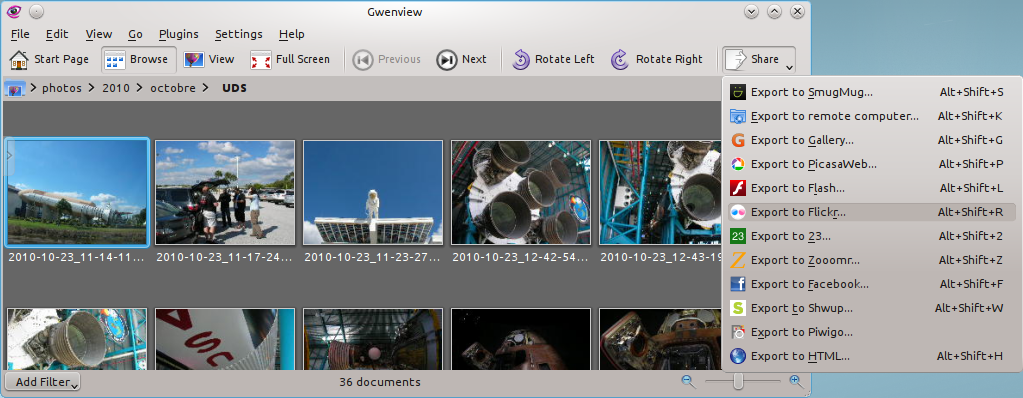 Gwenview
File Edit View Go Plugins Settings Help
Start Page Browse View Full Screen Previous Next Rotate Left Rotate Right Share
photos 2010 octobre UDS
Export to SmugMug... Alt+Shift+S
Export to remote computer... Alt+Shift+K
Export to Gallery... Alt+Shift+G
Export to PicasaWeb... Alt+Shift+P
Export to Flash... Alt+Shift+L
Export to Flickr... Alt+Shift+R
23 Export to 23... Alt+Shift+2
Export to Zooomr... Alt+Shift+Z
Export to Facebook... Alt+Shift+F
Export to Shwup... Alt+Shift+W
Export to Piwigo...
Export to HTML... Alt+Shift+H
2010-10-23_11-14-11... 2010-10-23_11-17-24... 2010-10-23_11-23-27... 2010-10-23_12-42-54... 2010-10-23_12-43-19
Add Filter 36 documents